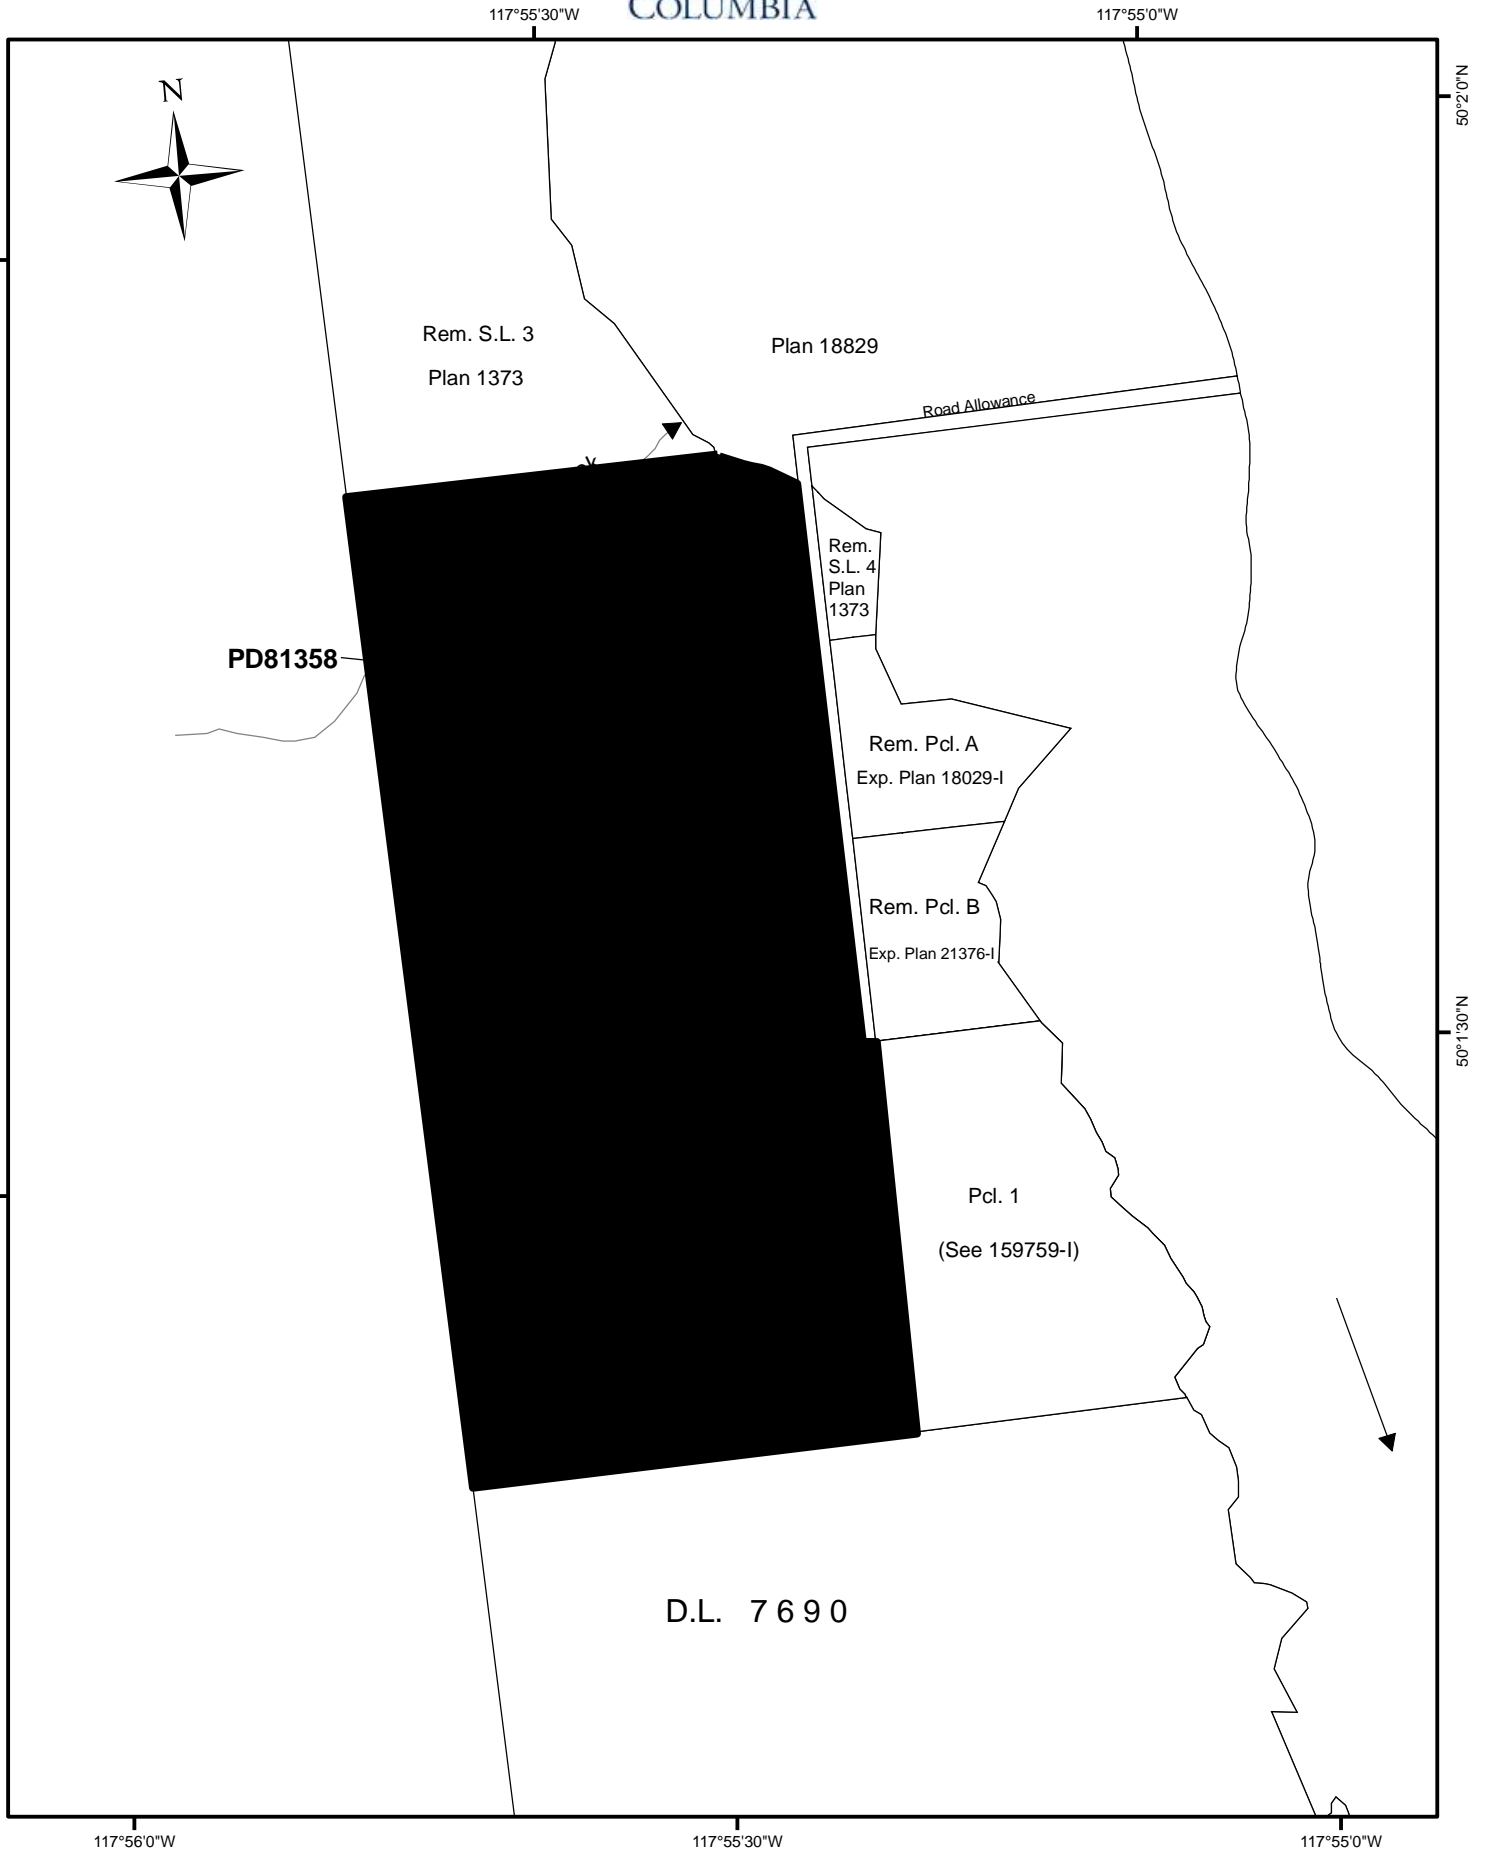 COLUMBIA
117°55'30"W
117°55'0"W
N
50°2'0"N
Rem. S.L. 3
Plan 1373
Plan 18829
Road Allowance
Rem.
S.L. 4
Plan
1373
PD81358
Rem. Pcl. A
Exp. Plan 18029-I
Rem. Pcl. B
Exp. Plan 21376-I
50°1'30"N
Pcl. 1
(See 159759-I)
D.L. 7690
117°56'0"W
117°55'30"W
117°55'0"W